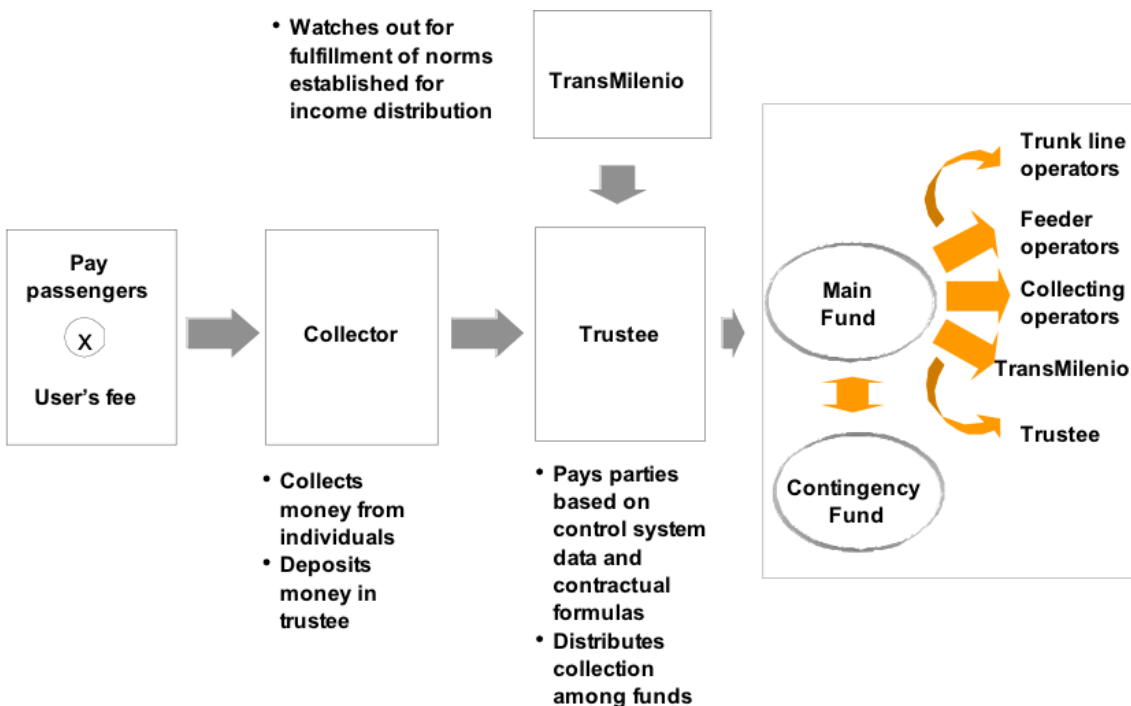 • Watches out for
fulfillment of norms
established for
income distribution
TransMilenio
Pay
passengers
X
User's fee
Collector
• Collects
money from
individuals
• Deposits
money in
trustee
Trustee
• Pays parties
based on
control system
data and
contractual
formulas
• Distributes
collection
among funds
Main
Fund
Contingency
Fund
Trunk line
operators
Feeder
operators
Collecting
operators
TransMilenio
Trustee